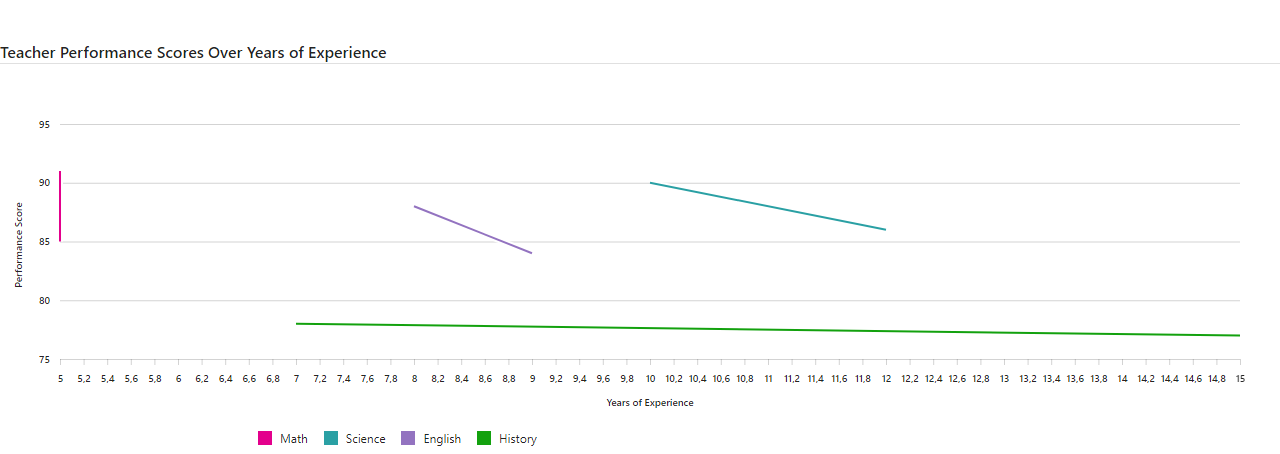 Teacher Performance Scores Over Years of Experience
95
90
85
80
75
Performance Score
5 5,2 5,4 5,6 5,8 6 6,2 6,4 6,6 6,8 7 7,2 7,4 7,6 7,8 8 8,2 8,4 8,6 8,8 9 9,2 9,4 9,6 9,8 10 10,2 10,4 10,6 10,8 11 11,2 11,4 11,6 11,8 12 12,2 12,4 12,6 12,8 13 13,2 13,4 13,6 13,8 14 14,2 14,4 14,6 14,8 15
Years of Experience
Math Science English History